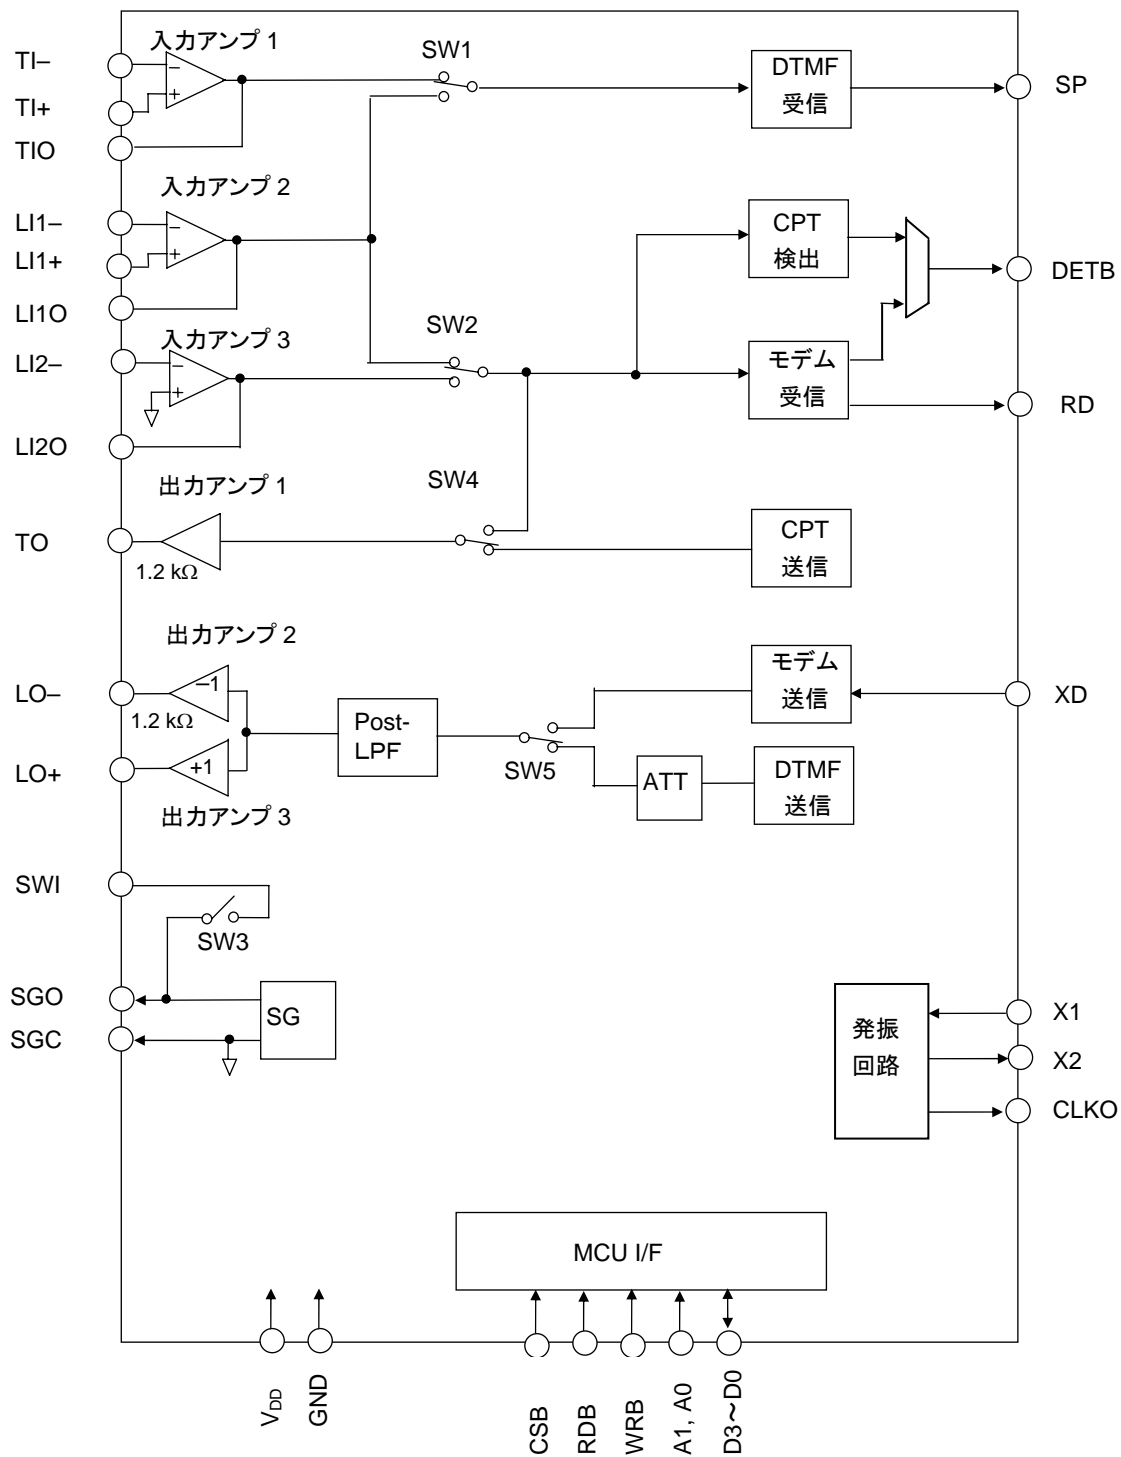 入力アンプ 1
SW1
TI–
TI+
TIO
DTMF
受信
SP
入力アンプ 2
LI1–
LI1+
LI1O
CPT
検出
DETB
SW2
入力アンプ 3
LI2–
LI2O
モデム
受信
RD
出力アンプ 1
SW4
TO
1.2 kΩ
CPT
送信
出力アンプ 2
LO–
–1
1.2 kΩ
LO+
+1
出力アンプ 3
Post-
LPF
SW5
モデム
送信
XD
ATT
DTMF
送信
SWI
SW3
SGO
SGC
SG
発振
回路
X1
X2
CLKO
MCU I/F
VDD
GND
CSB
RDB
WRB
A1, A0
D3～D0